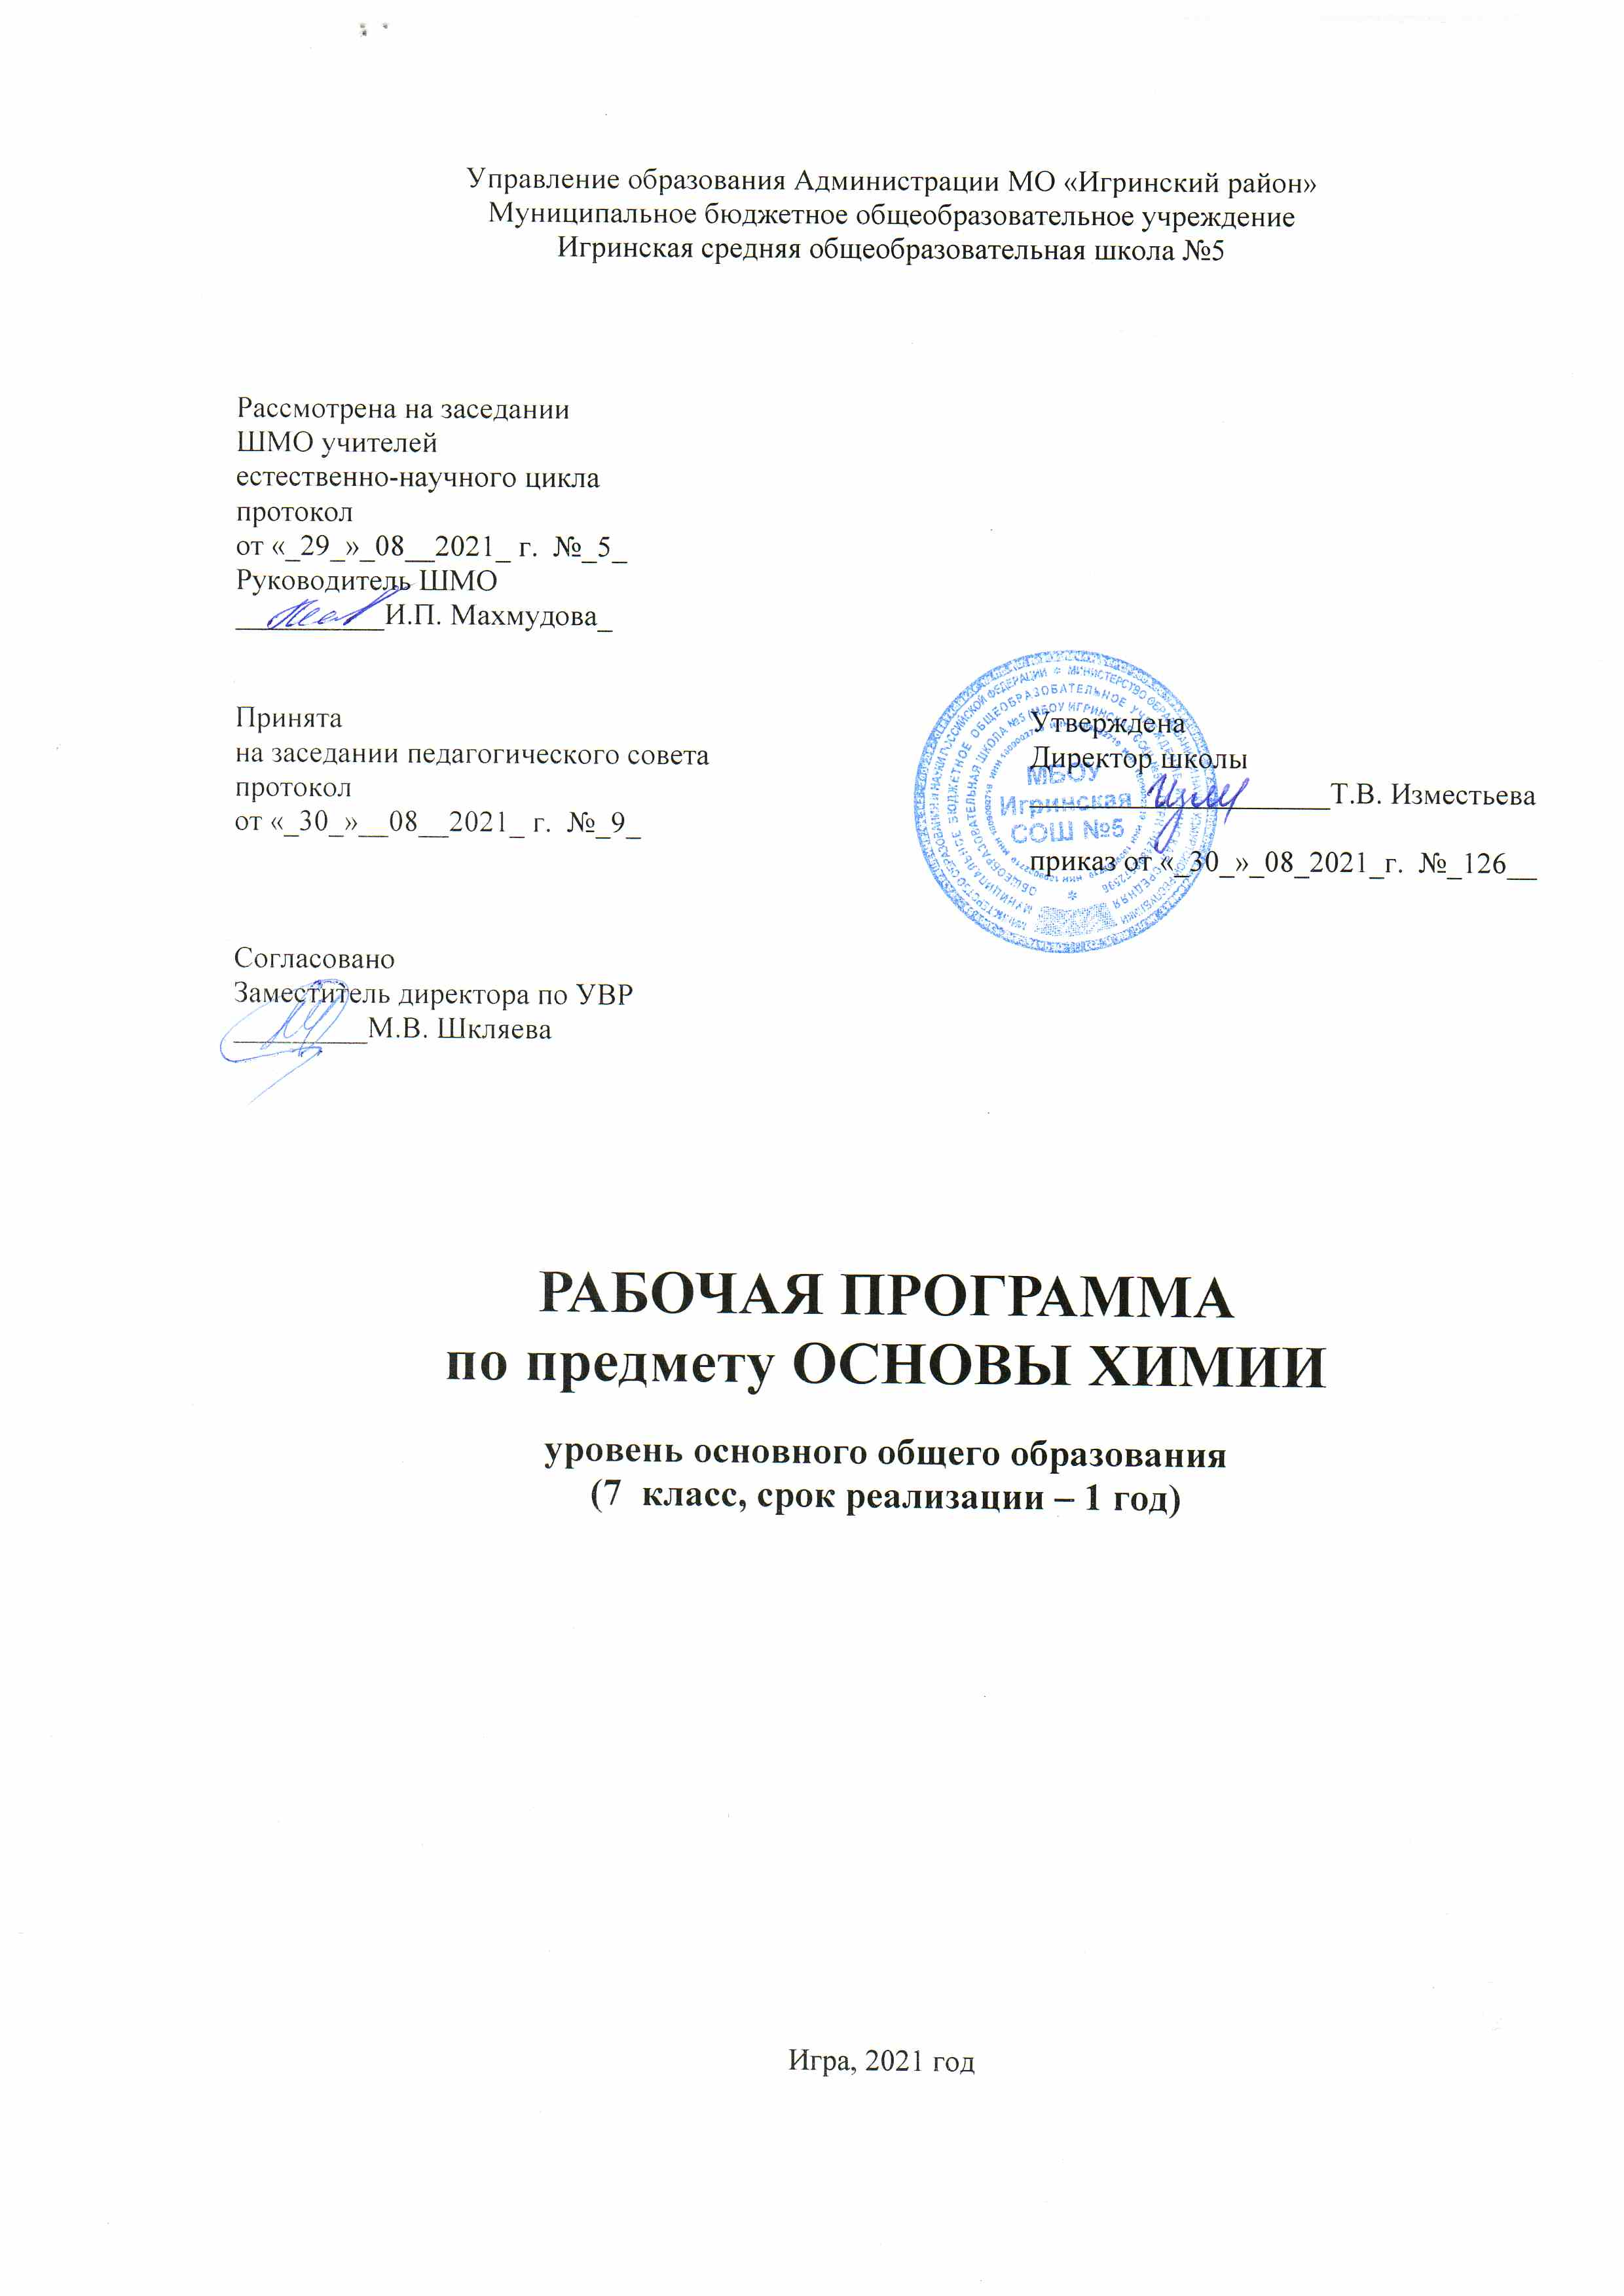 Управление образования Администрации МО «Игринский район»
Муниципальное бюджетное общеобразовательное учреждение
Игринская средняя общеобразовательная школа №5
Рассмотрена на заседании
ШМО учителей
естественно-научного цикла
протокол
от «_29_»_08__2021_ г.  №_5_
Руководитель ШМО
__________И.П. Махмудова_
Принята
на заседании педагогического совета
протокол
от «_30_»__08__2021_ г.  №_9_
Утверждена
Директор школы
____________________Т.В. Изместьева
приказ от «_30_»_08_2021_г.  №_126__
МБОУ
Игринская
СОШ №5
Согласовано
Заместитель директора по УВР
_________М.В. Шкляева
РАБОЧАЯ ПРОГРАММА
по предмету ОСНОВЫ ХИМИИ
уровень основного общего образования
(7  класс, срок реализации – 1 год)
Игра, 2021 год